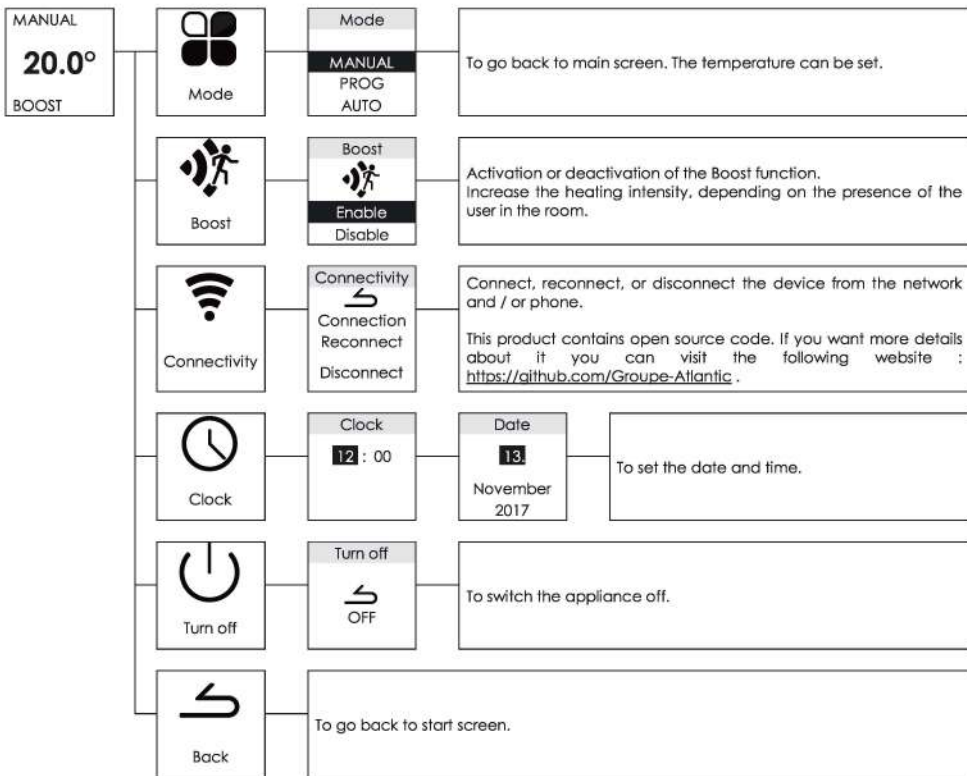 MANUAL
20.0°
BOOST
Mode
Mode
MANUAL
PROG
AUTO
To go back to main screen. The temperature can be set.
Boost
Boost
Enable
Disable
Activation or deactivation of the Boost function.
Increase the heating intensity, depending on the presence of the
user in the room.
Connectivity
Connectivity
Connection
Reconnect
Disconnect
Connect, reconnect, or disconnect the device from the network
and / or phone.
This product contains open source code. If you want more details
about it you can visit the following website :
https://github.com/Groupe-Atlantic .
Clock
Clock
12 : 00
Date
13.
November
2017
To set the date and time.
Turn off
Turn off
OFF
To switch the appliance off.
Back
To go back to start screen.